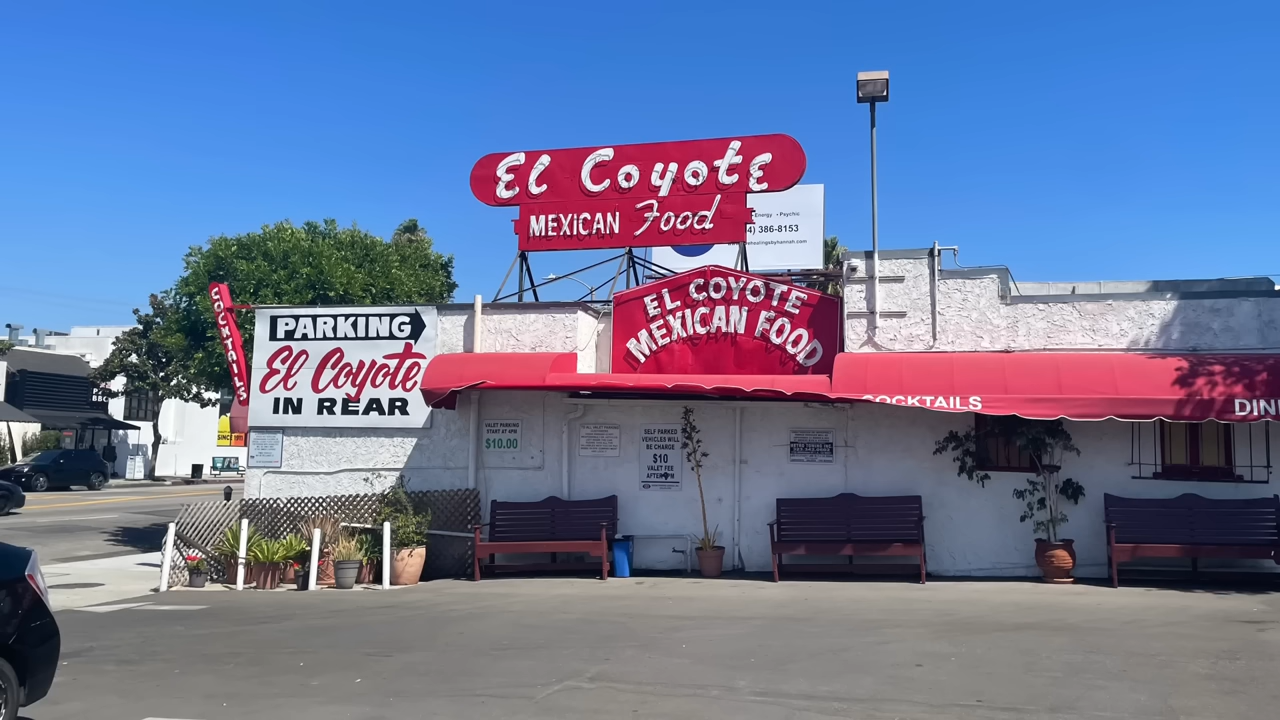 El Coyote
MEXICAN Food
Energy • Psychic
4) 386-8153
ehealingsbyhannah.com
EL COYOTE
MEXICAN FOOD
COCKTAILS
PARKING
El Coyote
IN REAR
COCKTAILS
DIN
VALET PARKING
START AT 4PM
$10.00
SELF PARKED
VEHICLES WILL
BE CHARGE
$10
VALET FEE
AFTER 4PM